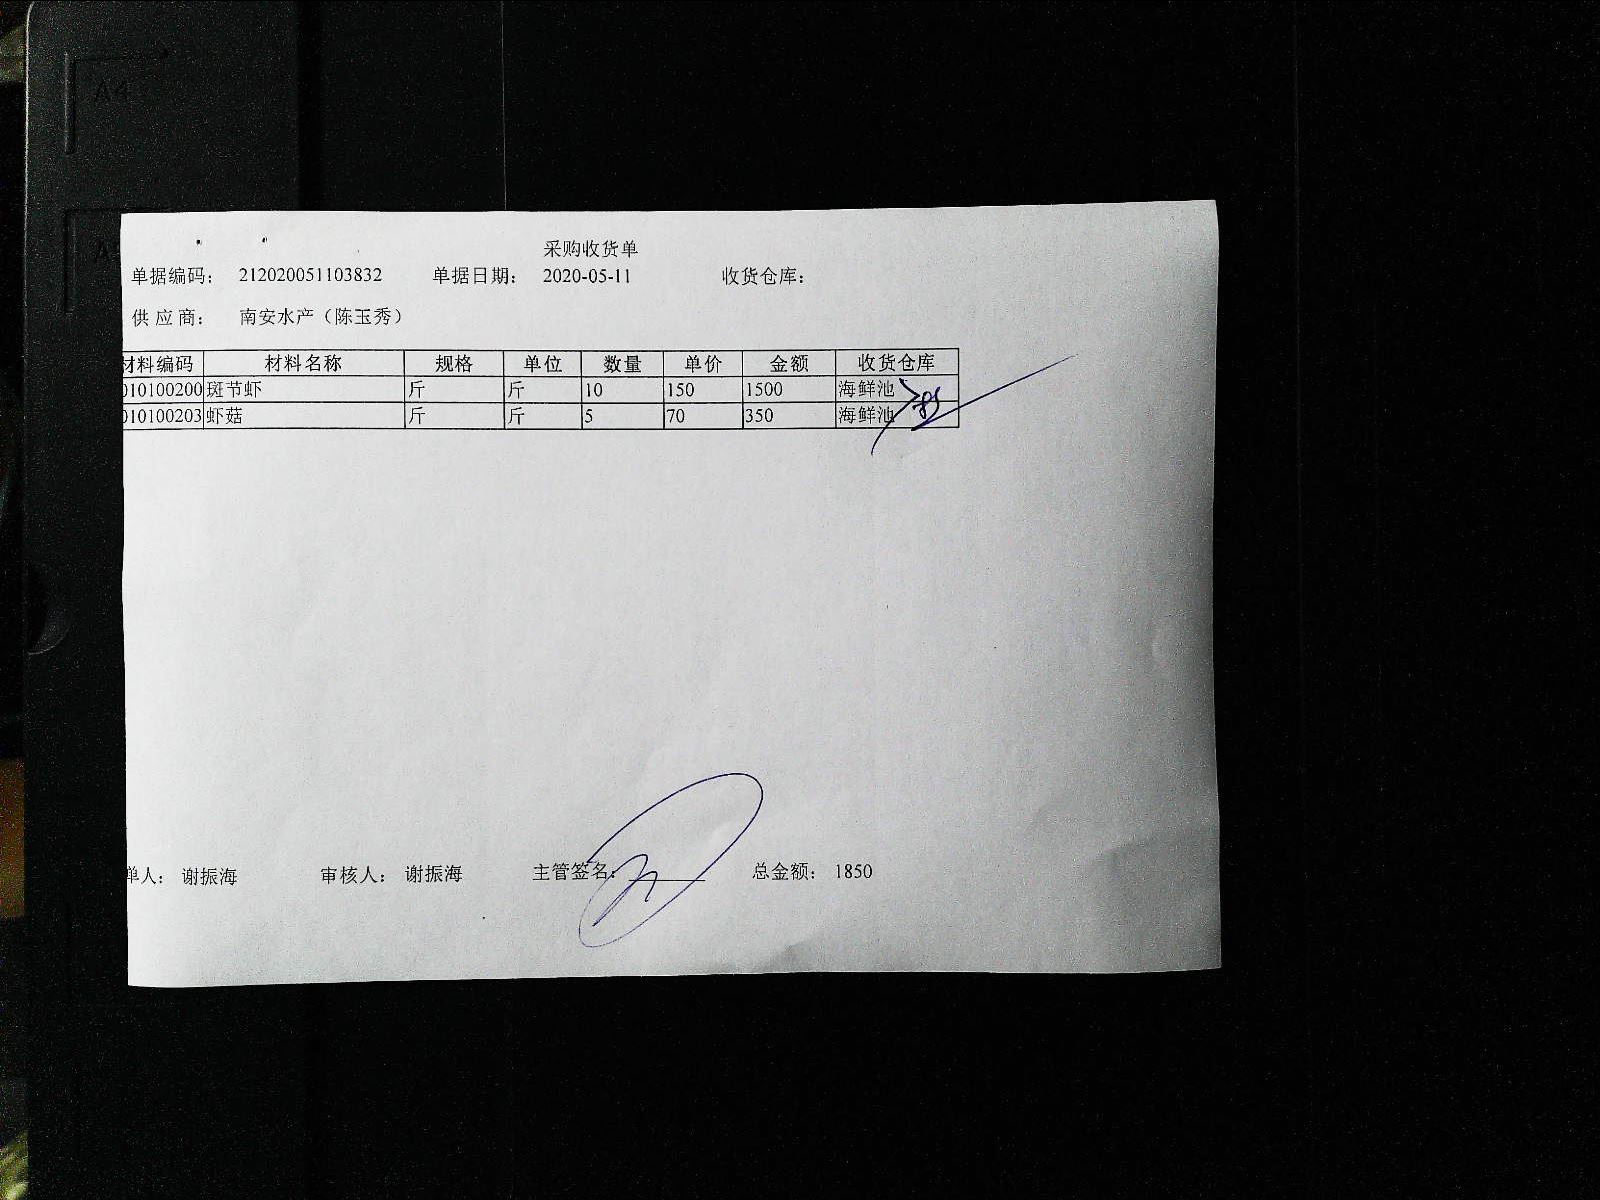 采购收货单
单据编码： 212020051103832 单据日期： 2020-05-11 收货仓库：
供 应 商： 南安水产（陈玉秀）
材料编码 材料名称 规格 单位 数量 单价 金额 收货仓库
010100200 斑节虾 斤 斤 10 150 1500 海鲜池
010100203 虾菇 斤 斤 5 70 350 海鲜池
单人： 谢振海 审核人： 谢振海 主管签名： 总金额： 1850